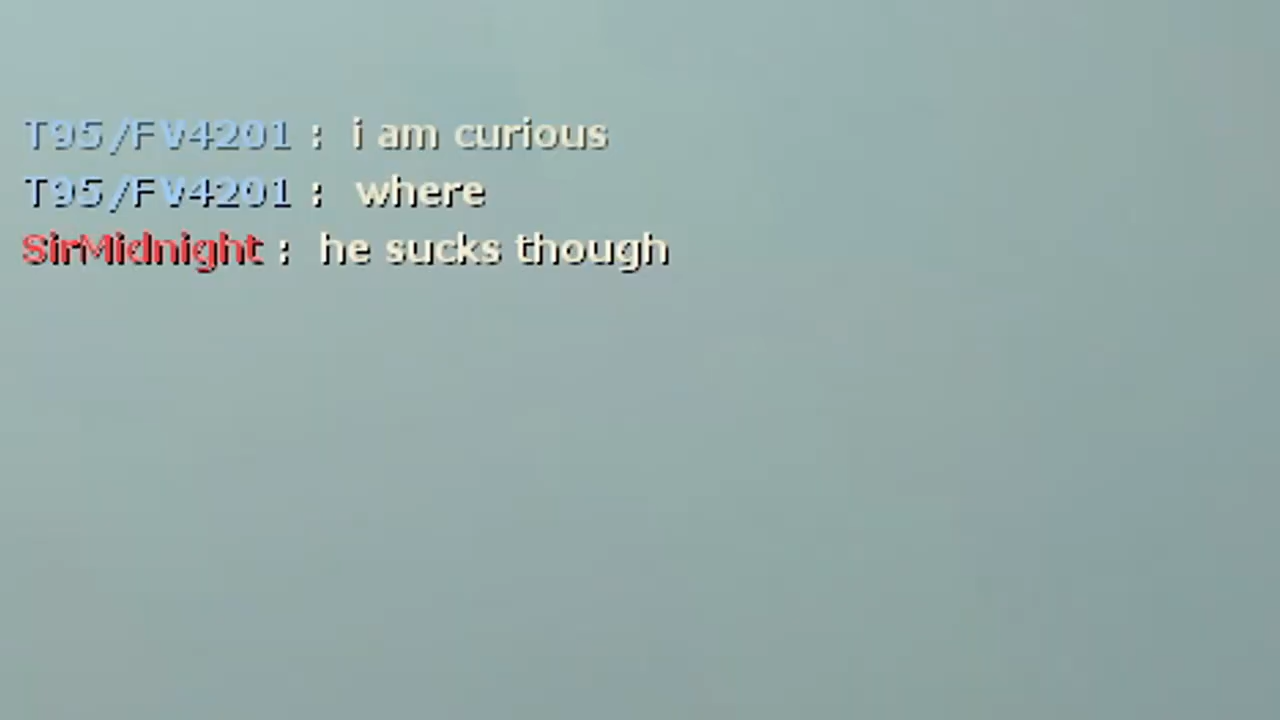 T95/FV4201 : i am curious
T95/FV4201 : where
SirMidnight : he sucks though